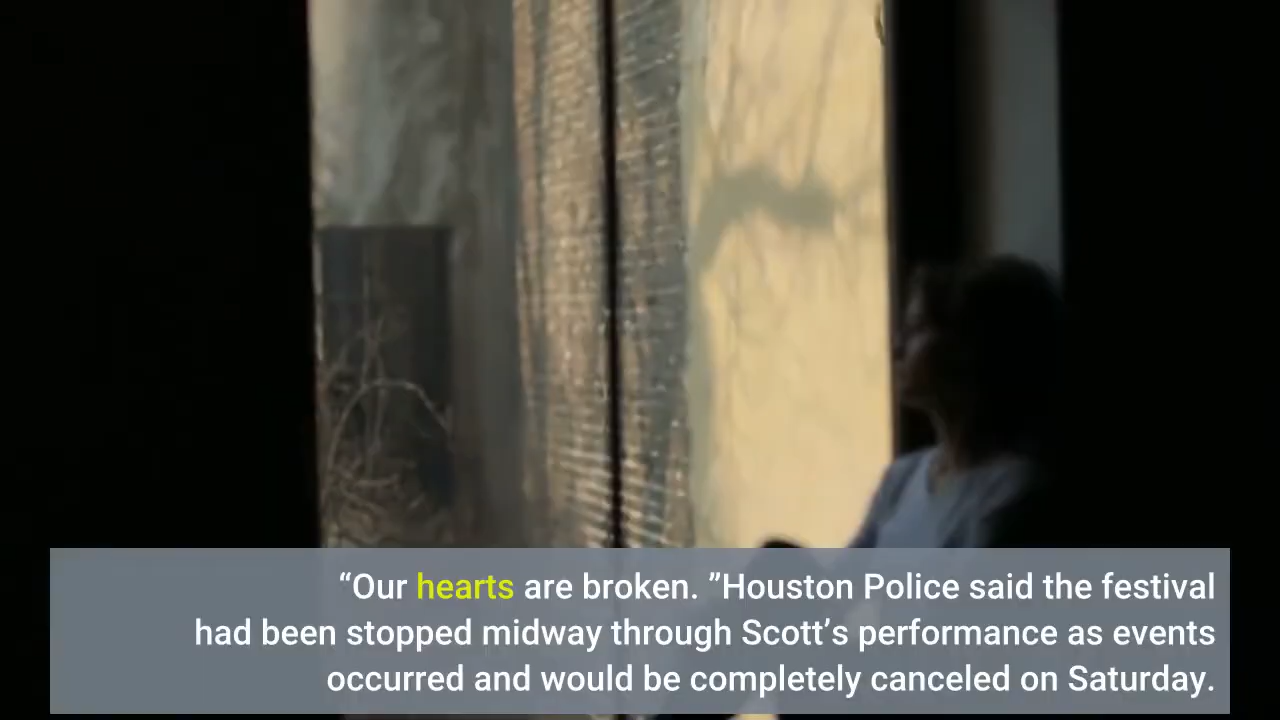 “Our hearts are broken. ”Houston Police said the festival
had been stopped midway through Scott’s performance as events
occurred and would be completely canceled on Saturday.